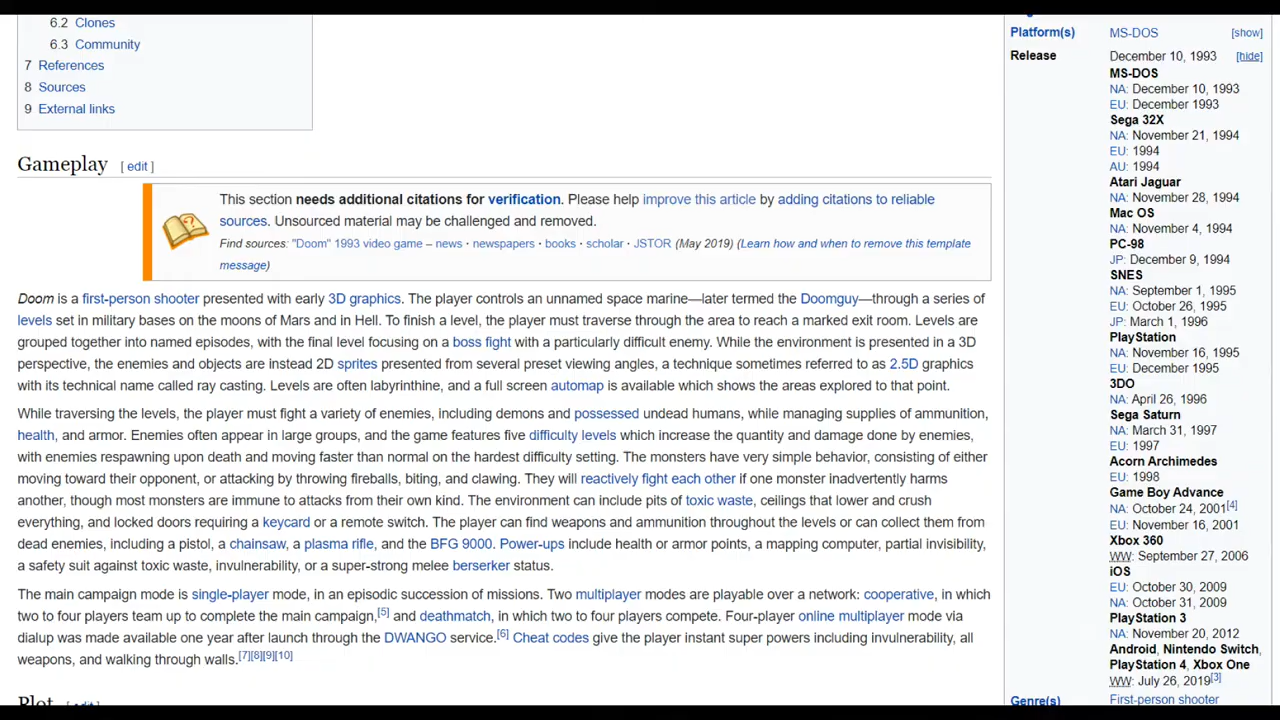 6.2 Clones
6.3 Community
7 References
8 Sources
9 External links
Gameplay [ edit ]
This section needs additional citations for verification. Please help improve this article by adding citations to reliable
sources. Unsourced material may be challenged and removed.
Find sources: "Doom" 1993 video game – news · newspapers · books · scholar · JSTOR (May 2019) (Learn how and when to remove this template
message)
Doom is a first-person shooter presented with early 3D graphics. The player controls an unnamed space marine—later termed the Doomguy—through a series of
levels set in military bases on the moons of Mars and in Hell. To finish a level, the player must traverse through the area to reach a marked exit room. Levels are
grouped together into named episodes, with the final level focusing on a boss fight with a particularly difficult enemy. While the environment is presented in a 3D
perspective, the enemies and objects are instead 2D sprites presented from several preset viewing angles, a technique sometimes referred to as 2.5D graphics
with its technical name called ray casting. Levels are often labyrinthine, and a full screen automap is available which shows the areas explored to that point.
While traversing the levels, the player must fight a variety of enemies, including demons and possessed undead humans, while managing supplies of ammunition,
health, and armor. Enemies often appear in large groups, and the game features five difficulty levels which increase the quantity and damage done by enemies,
with enemies respawning upon death and moving faster than normal on the hardest difficulty setting. The monsters have very simple behavior, consisting of either
moving toward their opponent, or attacking by throwing fireballs, biting, and clawing. They will reactively fight each other if one monster inadvertently harms
another, though most monsters are immune to attacks from their own kind. The environment can include pits of toxic waste, ceilings that lower and crush
everything, and locked doors requiring a keycard or a remote switch. The player can find weapons and ammunition throughout the levels or can collect them from
dead enemies, including a pistol, a chainsaw, a plasma rifle, and the BFG 9000. Power-ups include health or armor points, a mapping computer, partial invisibility,
a safety suit against toxic waste, invulnerability, or a super-strong melee berserker status.
The main campaign mode is single-player mode, in an episodic succession of missions. Two multiplayer modes are playable over a network: cooperative, in which
two to four players team up to complete the main campaign,[5] and deathmatch, in which two to four players compete. Four-player online multiplayer mode via
dialup was made available one year after launch through the DWANGO service.[6] Cheat codes give the player instant super powers including invulnerability, all
weapons, and walking through walls.[7][8][9][10]
Plot [ edit ]
Platform(s) MS-DOS [show]
Release December 10, 1993 [hide]
MS-DOS
NA: December 10, 1993
EU: December 1993
Sega 32X
NA: November 21, 1994
EU: 1994
AU: 1994
Atari Jaguar
NA: November 28, 1994
Mac OS
NA: November 4, 1994
PC-98
JP: December 9, 1994
SNES
NA: September 1, 1995
EU: October 26, 1995
JP: March 1, 1996
PlayStation
NA: November 16, 1995
EU: December 1995
3DO
NA: April 26, 1996
Sega Saturn
NA: March 31, 1997
EU: 1997
Acorn Archimedes
EU: 1998
Game Boy Advance
NA: October 24, 2001[4]
EU: November 16, 2001
Xbox 360
WW: September 27, 2006
iOS
EU: October 30, 2009
NA: October 31, 2009
PlayStation 3
NA: November 20, 2012
Android, Nintendo Switch,
PlayStation 4, Xbox One
WW: July 26, 2019[3]
Genre(s) First-person shooter